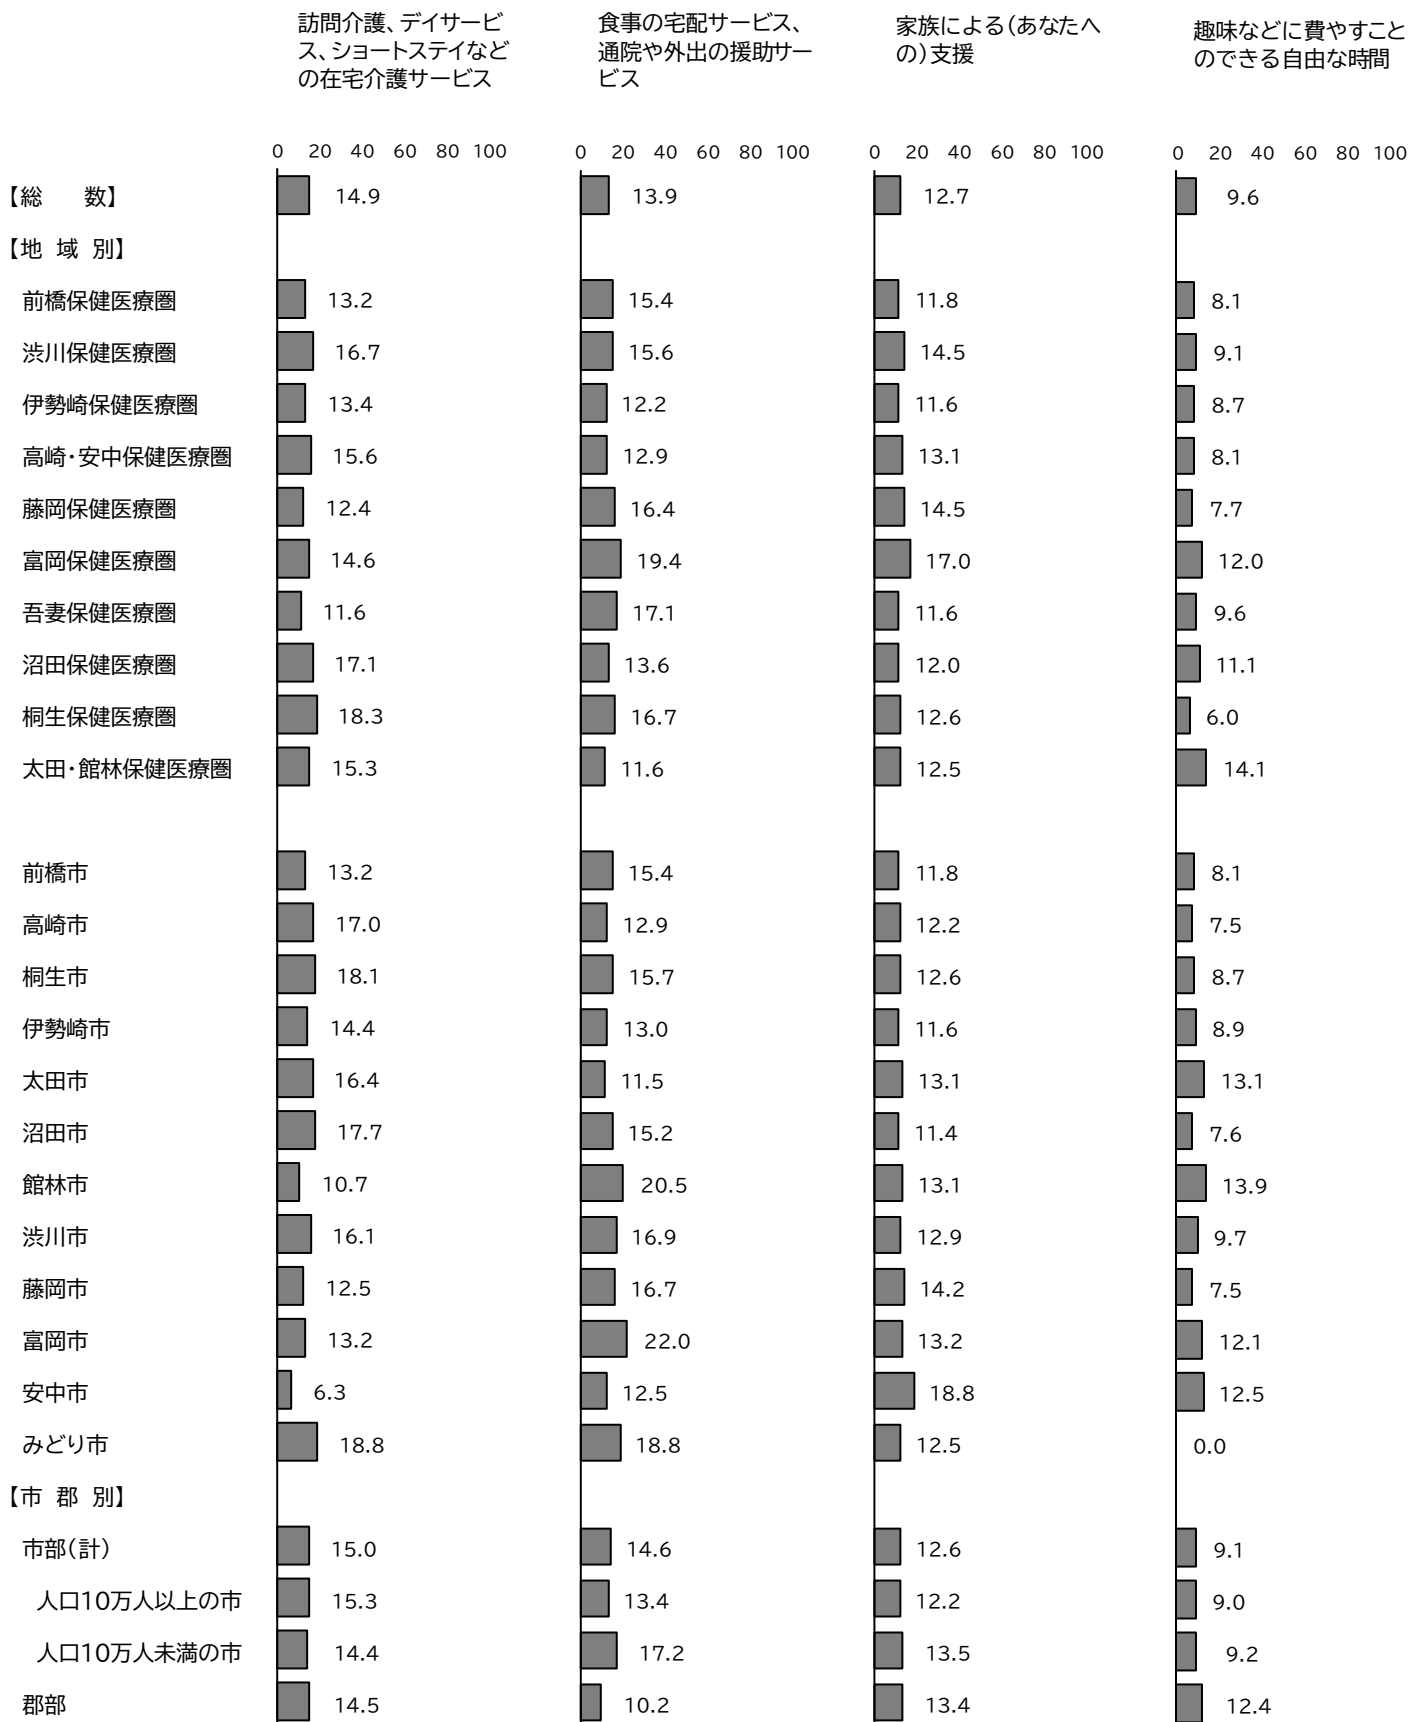 訪問介護、デイサービ
ス、ショートステイなど
の在宅介護サービス
食事の宅配サービス、
通院や外出の援助サー
ビス
家族による（あなたへ
の）支援
趣味などに費やすこと
のできる自由な時間
0 20 40 60 80 100 0 20 40 60 80 100 0 20 40 60 80 100 0 20 40 60 80 100
【総　　数】 14.9 13.9 12.7 9.6
【地　域　別】
前橋保健医療圏 13.2 15.4 11.8 8.1
渋川保健医療圏 16.7 15.6 14.5 9.1
伊勢崎保健医療圏 13.4 12.2 11.6 8.7
高崎・安中保健医療圏 15.6 12.9 13.1 8.1
藤岡保健医療圏 12.4 16.4 14.5 7.7
富岡保健医療圏 14.6 19.4 17.0 12.0
吾妻保健医療圏 11.6 17.1 11.6 9.6
沼田保健医療圏 17.1 13.6 12.0 11.1
桐生保健医療圏 18.3 16.7 12.6 6.0
太田・館林保健医療圏 15.3 11.6 12.5 14.1
前橋市 13.2 15.4 11.8 8.1
高崎市 17.0 12.9 12.2 7.5
桐生市 18.1 15.7 12.6 8.7
伊勢崎市 14.4 13.0 11.6 8.9
太田市 16.4 11.5 13.1 13.1
沼田市 17.7 15.2 11.4 7.6
館林市 10.7 20.5 13.1 13.9
渋川市 16.1 16.9 12.9 9.7
藤岡市 12.5 16.7 14.2 7.5
富岡市 13.2 22.0 13.2 12.1
安中市 6.3 12.5 18.8 12.5
みどり市 18.8 18.8 12.5 0.0
【市　郡　別】
市部（計） 15.0 14.6 12.6 9.1
人口10万人以上の市 15.3 13.4 12.2 9.0
人口10万人未満の市 14.4 17.2 13.5 9.2
郡部 14.5 10.2 13.4 12.4